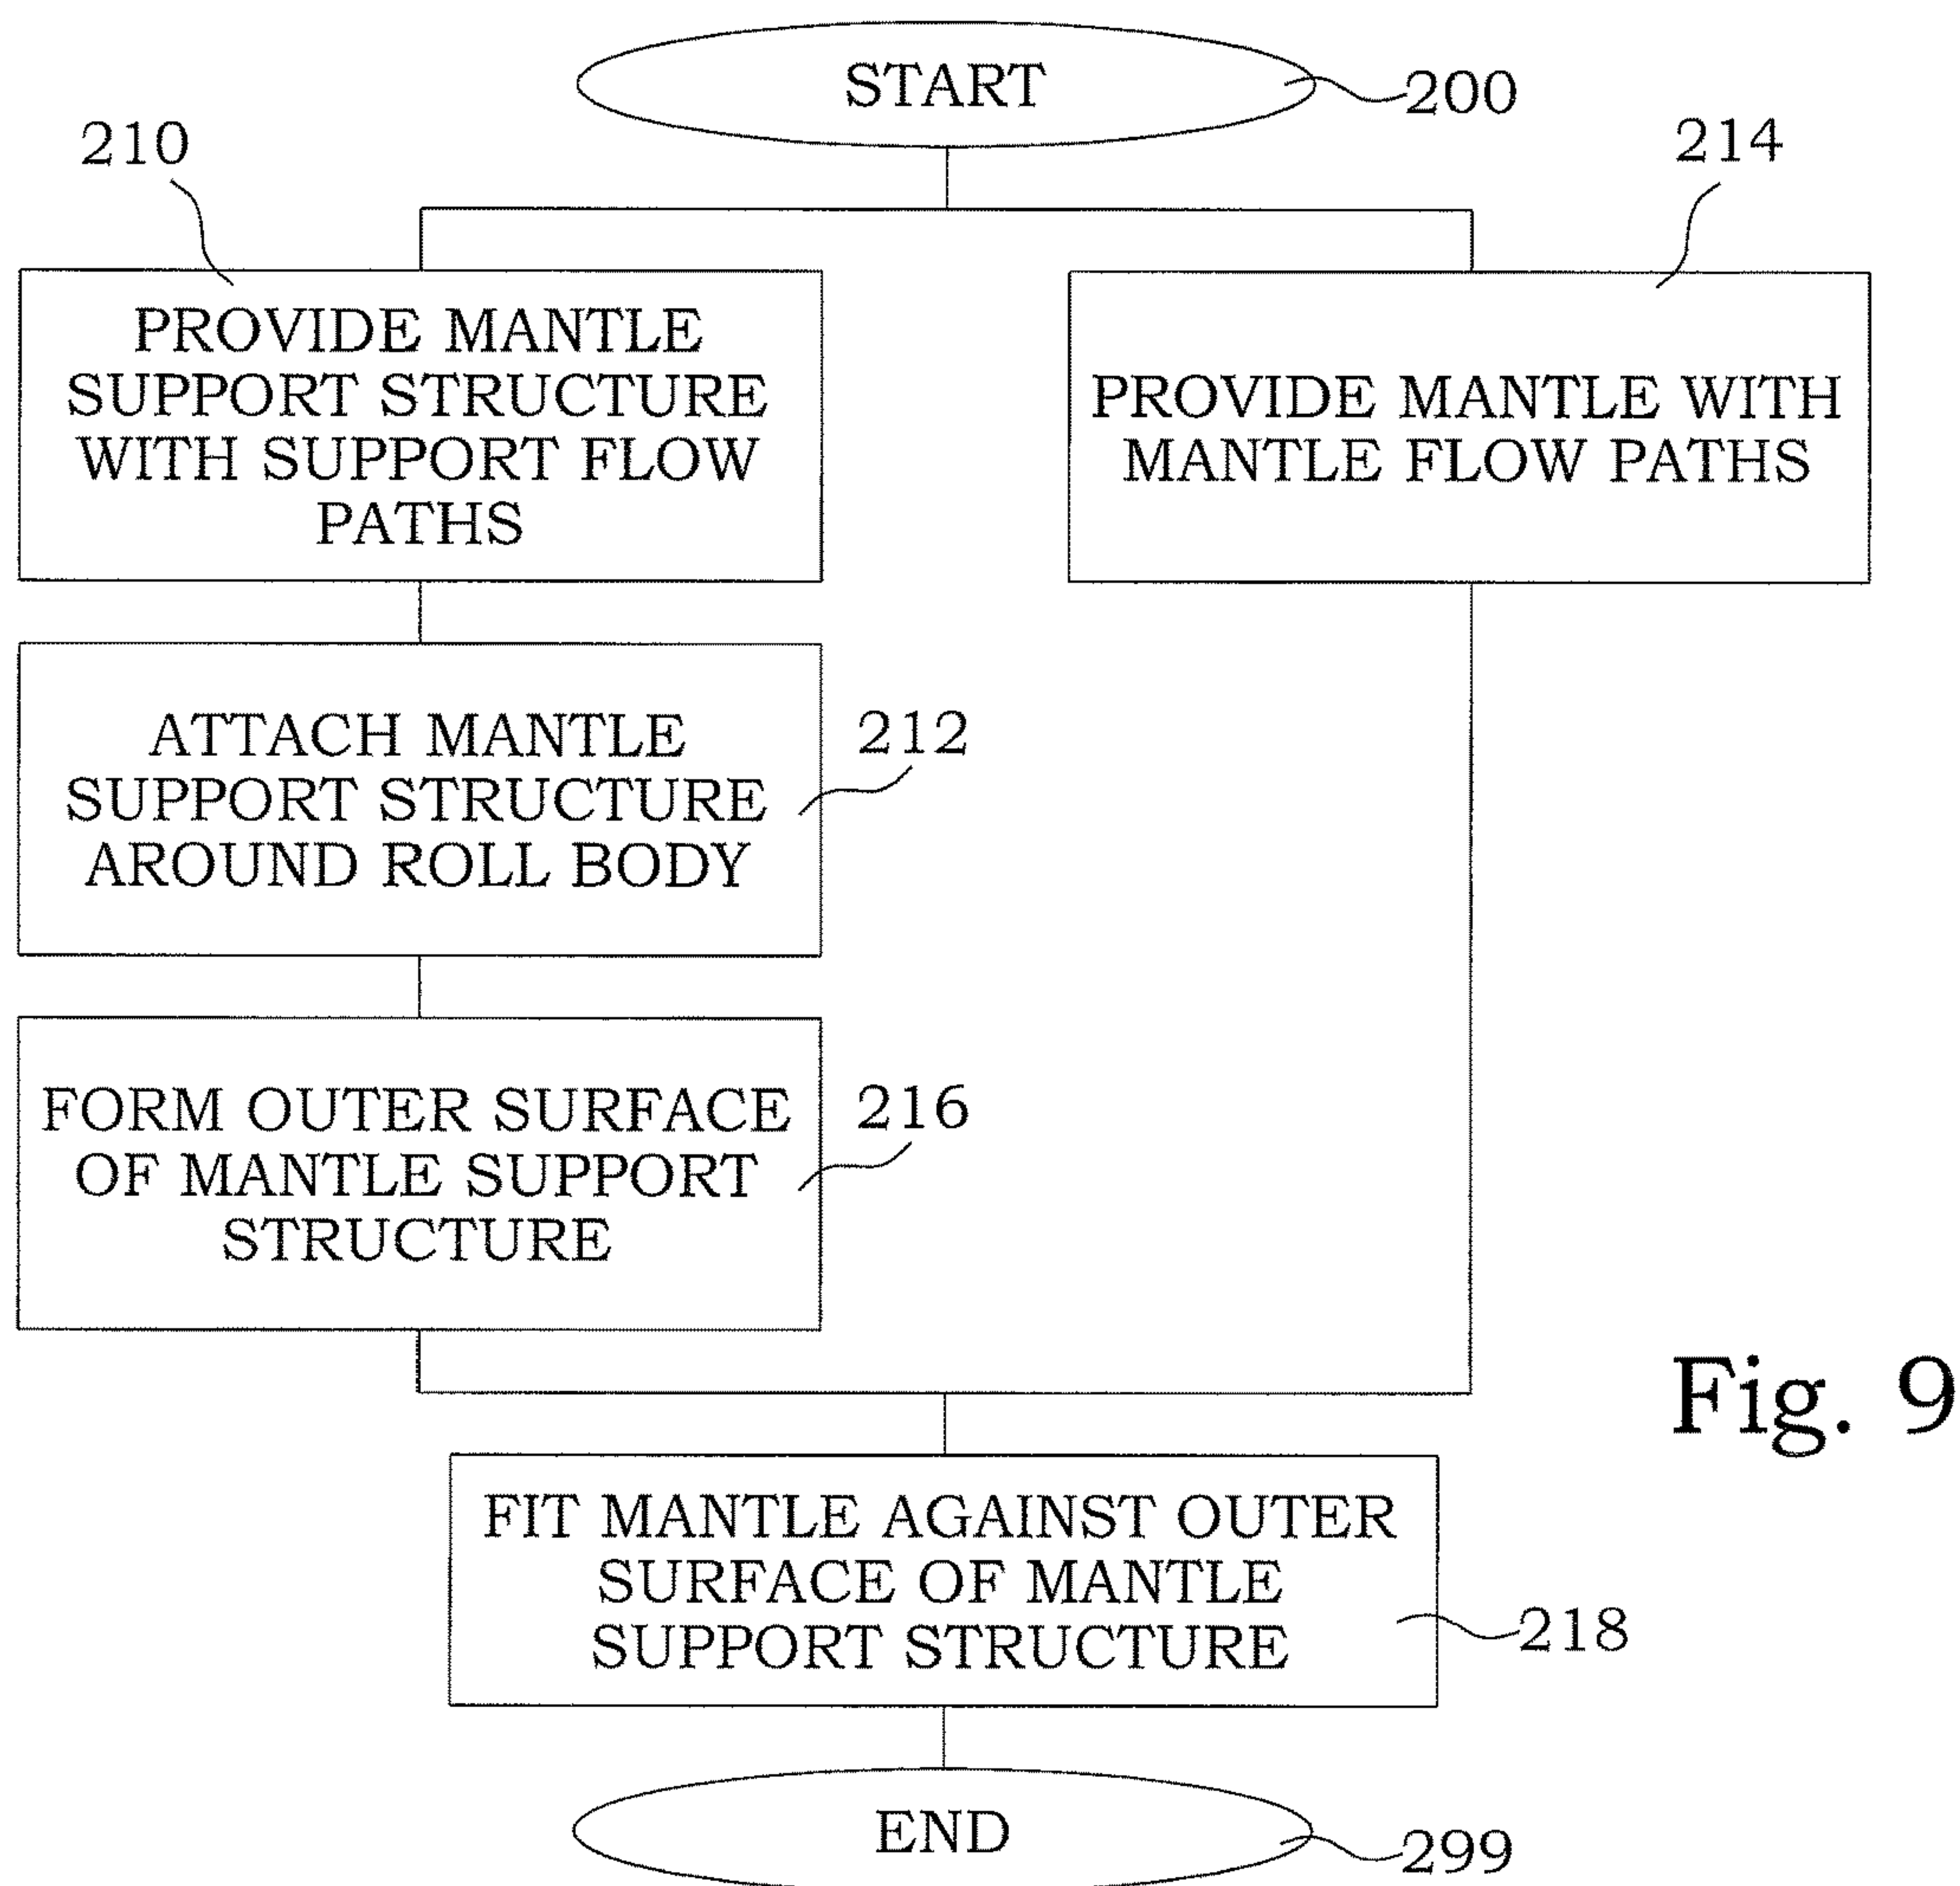 START
200
210
214
PROVIDE MANTLE
SUPPORT STRUCTURE
WITH SUPPORT FLOW
PATHS
PROVIDE MANTLE WITH
MANTLE FLOW PATHS
ATTACH MANTLE
SUPPORT STRUCTURE
AROUND ROLL BODY
212
FORM OUTER SURFACE
OF MANTLE SUPPORT
STRUCTURE
216
Fig. 9
FIT MANTLE AGAINST OUTER
SURFACE OF MANTLE
SUPPORT STRUCTURE
218
END
299